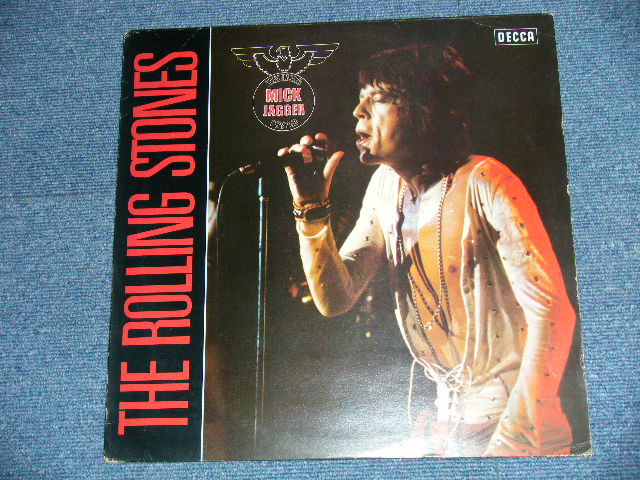 THE ROLLING STONES
MICK
JAGGER
DECCA